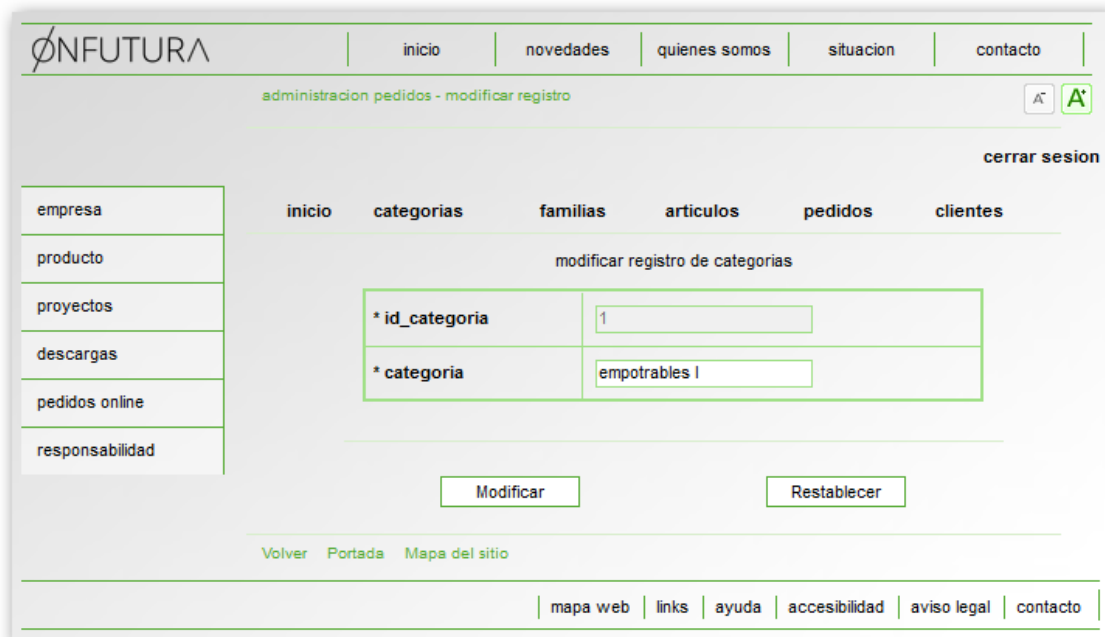 ØNFUTURΛ
inicio novedades quienes somos situacion contacto
administracion pedidos - modificar registro
A- A+
cerrar sesion
empresa
producto
proyectos
descargas
pedidos online
responsabilidad
inicio categorias familias articulos pedidos clientes
modificar registro de categorias
* id_categoria 1
* categoria empotrables I
Modificar Restablecer
Volver Portada Mapa del sitio
mapa web links ayuda accesibilidad aviso legal contacto